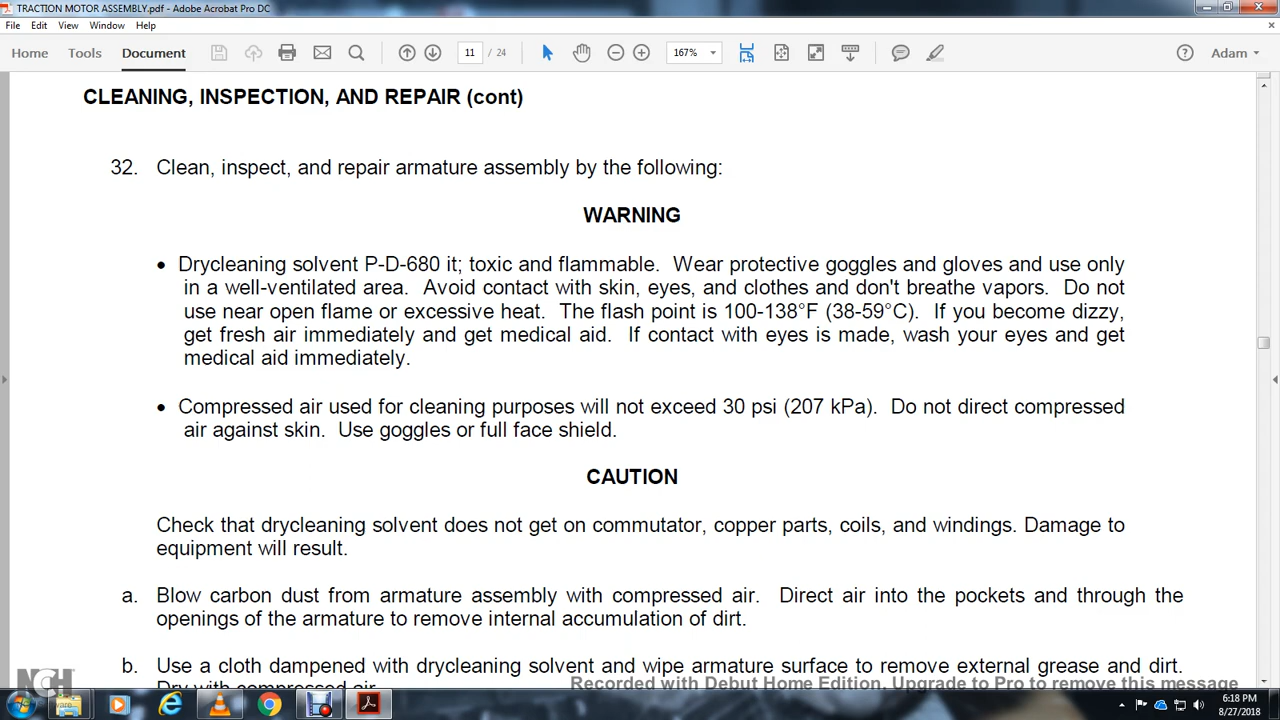 TRACTION MOTOR ASSEMBLY.pdf - Adobe Acrobat Pro DC
File Edit View Window Help
Home Tools Document 11 / 24 167% Adam
CLEANING, INSPECTION, AND REPAIR (cont)
32. Clean, inspect, and repair armature assembly by the following:
WARNING
• Drycleaning solvent P-D-680 it; toxic and flammable. Wear protective goggles and gloves and use only
in a well-ventilated area. Avoid contact with skin, eyes, and clothes and don't breathe vapors. Do not
use near open flame or excessive heat. The flash point is 100-138°F (38-59°C). If you become dizzy,
get fresh air immediately and get medical aid. If contact with eyes is made, wash your eyes and get
medical aid immediately.
• Compressed air used for cleaning purposes will not exceed 30 psi (207 kPa). Do not direct compressed
air against skin. Use goggles or full face shield.
CAUTION
Check that drycleaning solvent does not get on commutator, copper parts, coils, and windings. Damage to
equipment will result.
a. Blow carbon dust from armature assembly with compressed air. Direct air into the pockets and through the
openings of the armature to remove internal accumulation of dirt.
b. Use a cloth dampened with drycleaning solvent and wipe armature surface to remove external grease and dirt.
Dry with compressed air.
NCH
Recorded with Debut Home Edition. Upgrade to Pro to remove this message
6:18 PM
8/27/2018